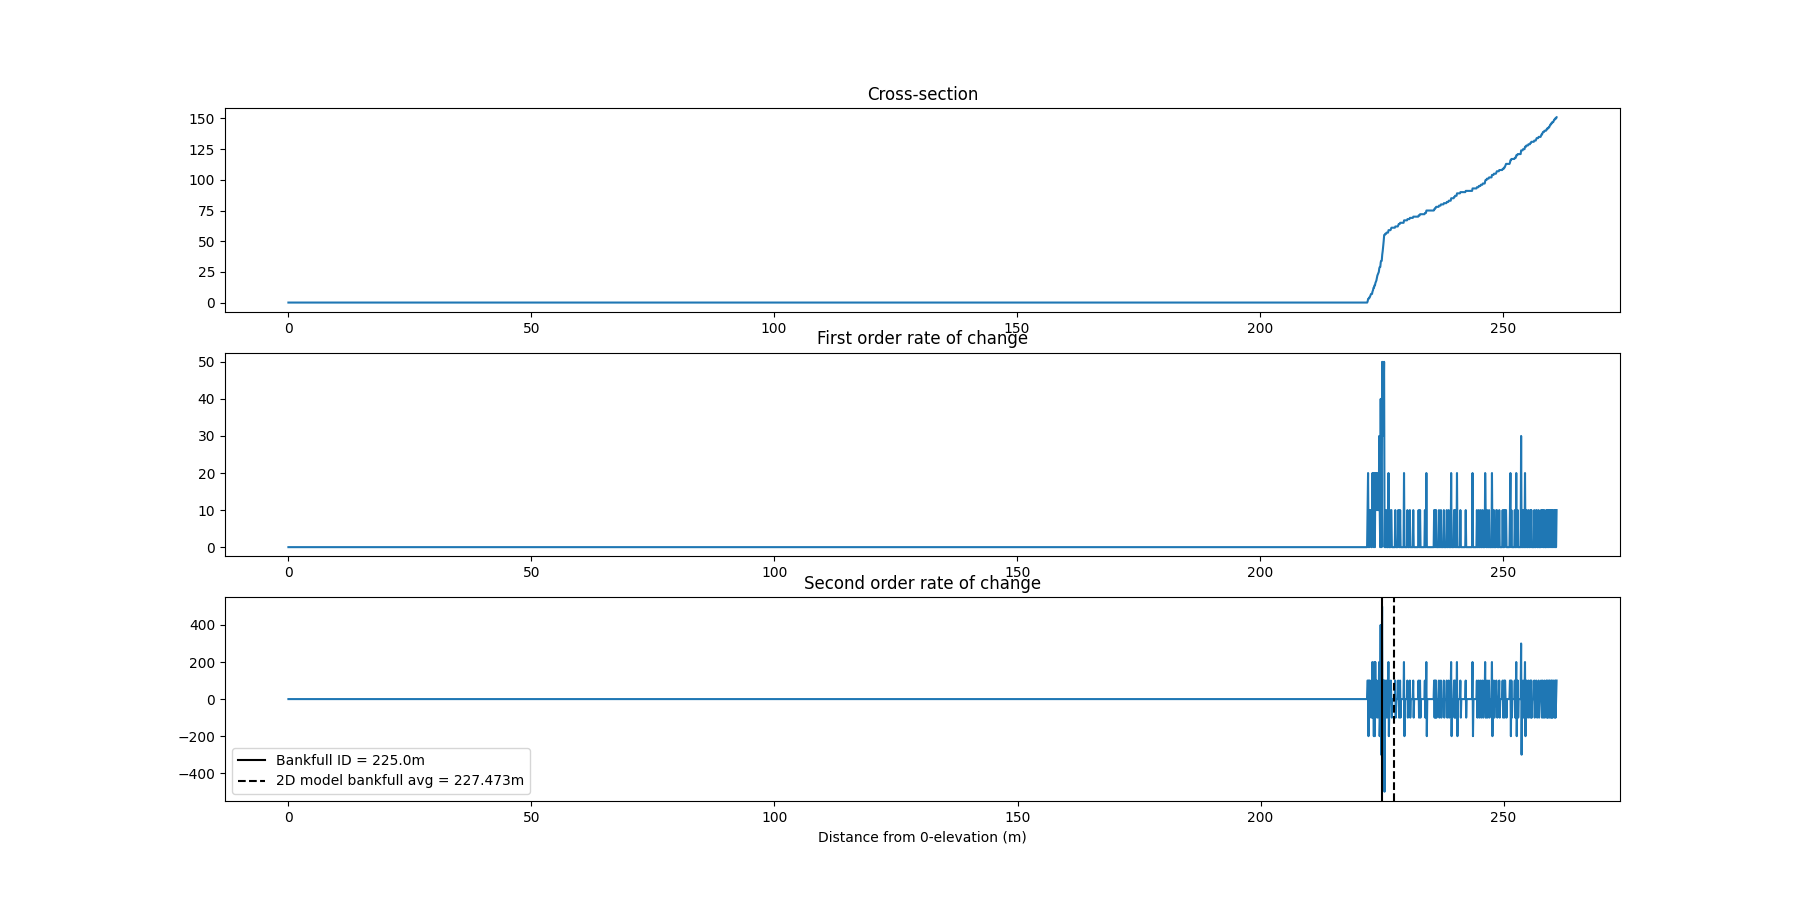 Cross-section
150
125
100
75
50
25
0
0 50 100 150 200 250
First order rate of change
50
40
30
20
10
0
0 50 100 150 200 250
Second order rate of change
400
200
0
−200
−400
Bankfull ID = 225.0m
2D model bankfull avg = 227.473m
0 50 100 150 200 250
Distance from 0-elevation (m)